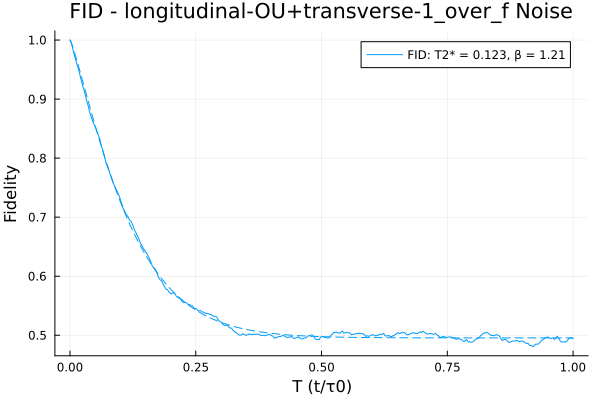 FID - longitudinal-OU+transverse-1_over_f Noise
FID: T2* = 0.123, β = 1.21
Fidelity
1.0
0.9
0.8
0.7
0.6
0.5
0.00
0.25
0.50
0.75
1.00
T (t/τ0)